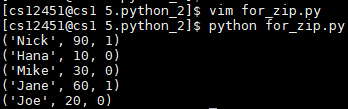 [cs12451@cs1 5.python_2]$ vim for_zip.py
[cs12451@cs1 5.python_2]$ python for_zip.py
('Nick', 90, 1)
('Hana', 10, 0)
('Mike', 30, 0)
('Jane', 60, 1)
('Joe', 20, 0)